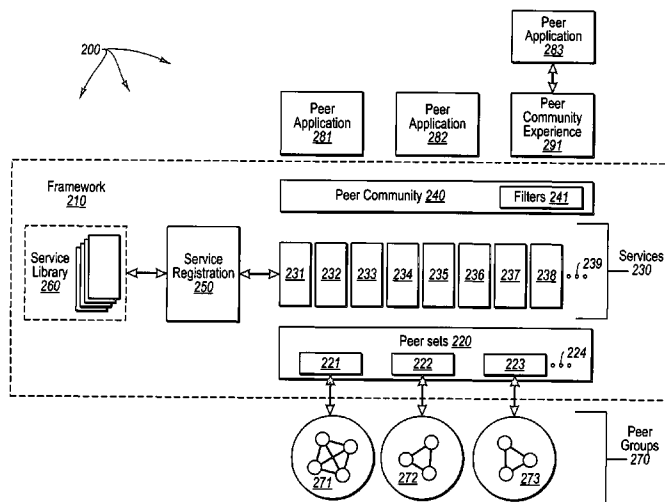 200
Peer
Application
283
Peer
Application
281
Peer
Application
282
Peer
Community
Experience
291
Framework
210
Peer Community 240
Filters 241
Service
Library
260
Service
Registration
250
231
232
233
234
235
236
237
238
239
Services
230
Peer sets 220
221
222
223
224
271
272
273
Peer
Groups
270